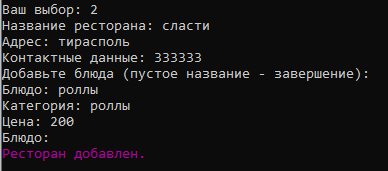 Ваш выбор: 2
Название ресторана: сласти
Адрес: тирасполь
Контактные данные: 333333
Добавьте блюда (пустое название - завершение):
Блюдо: роллы
Категория: роллы
Цена: 200
Блюдо:
Ресторан добавлен.